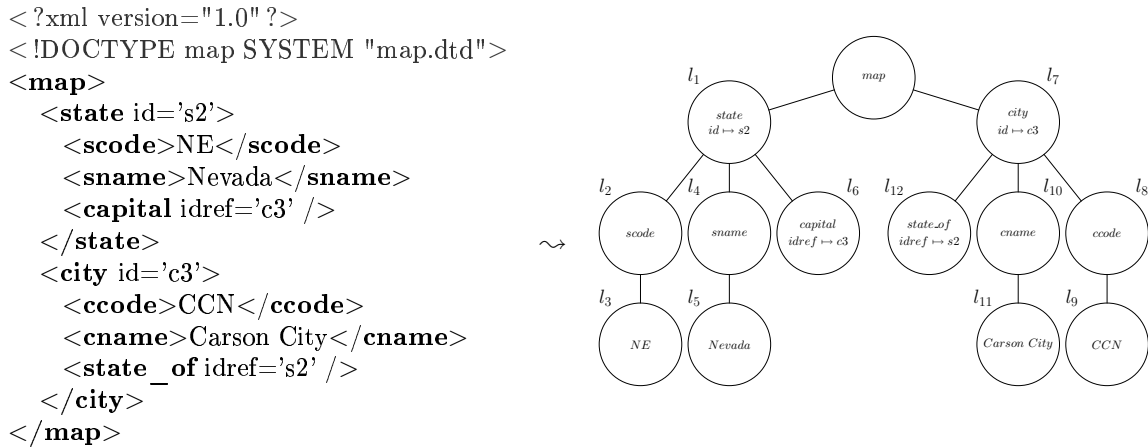 <?xml version="1.0"?>
<!DOCTYPE map SYSTEM "map.dtd">
<map>
<state id='s2'>
<scode>NE</scode>
<sname>Nevada</sname>
<capital idref='c3' />
</state>
<city id='c3'>
<ccode>CCN</ccode>
<cname>Carson City</cname>
<state_of idref='s2' />
</city>
</map>
⇝
map
l1
state
id ↦ s2
l7
city
id ↦ c3
l2
scode
l4
sname
l6
capital
idref ↦ c3
l12
state_of
idref ↦ s2
l10
cname
l8
ccode
l3
NE
l5
Nevada
l11
Carson City
l9
CCN